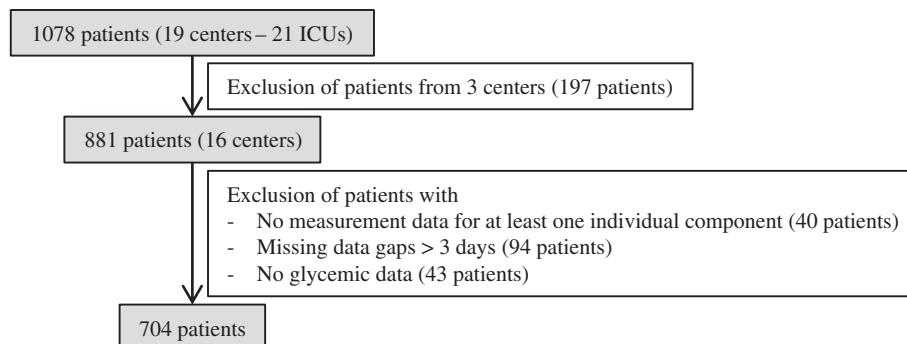 1078 patients (19 centers – 21 ICUs)
Exclusion of patients from 3 centers (197 patients)
881 patients (16 centers)
Exclusion of patients with
- No measurement data for at least one individual component (40 patients)
- Missing data gaps > 3 days (94 patients)
- No glycemic data (43 patients)
704 patients